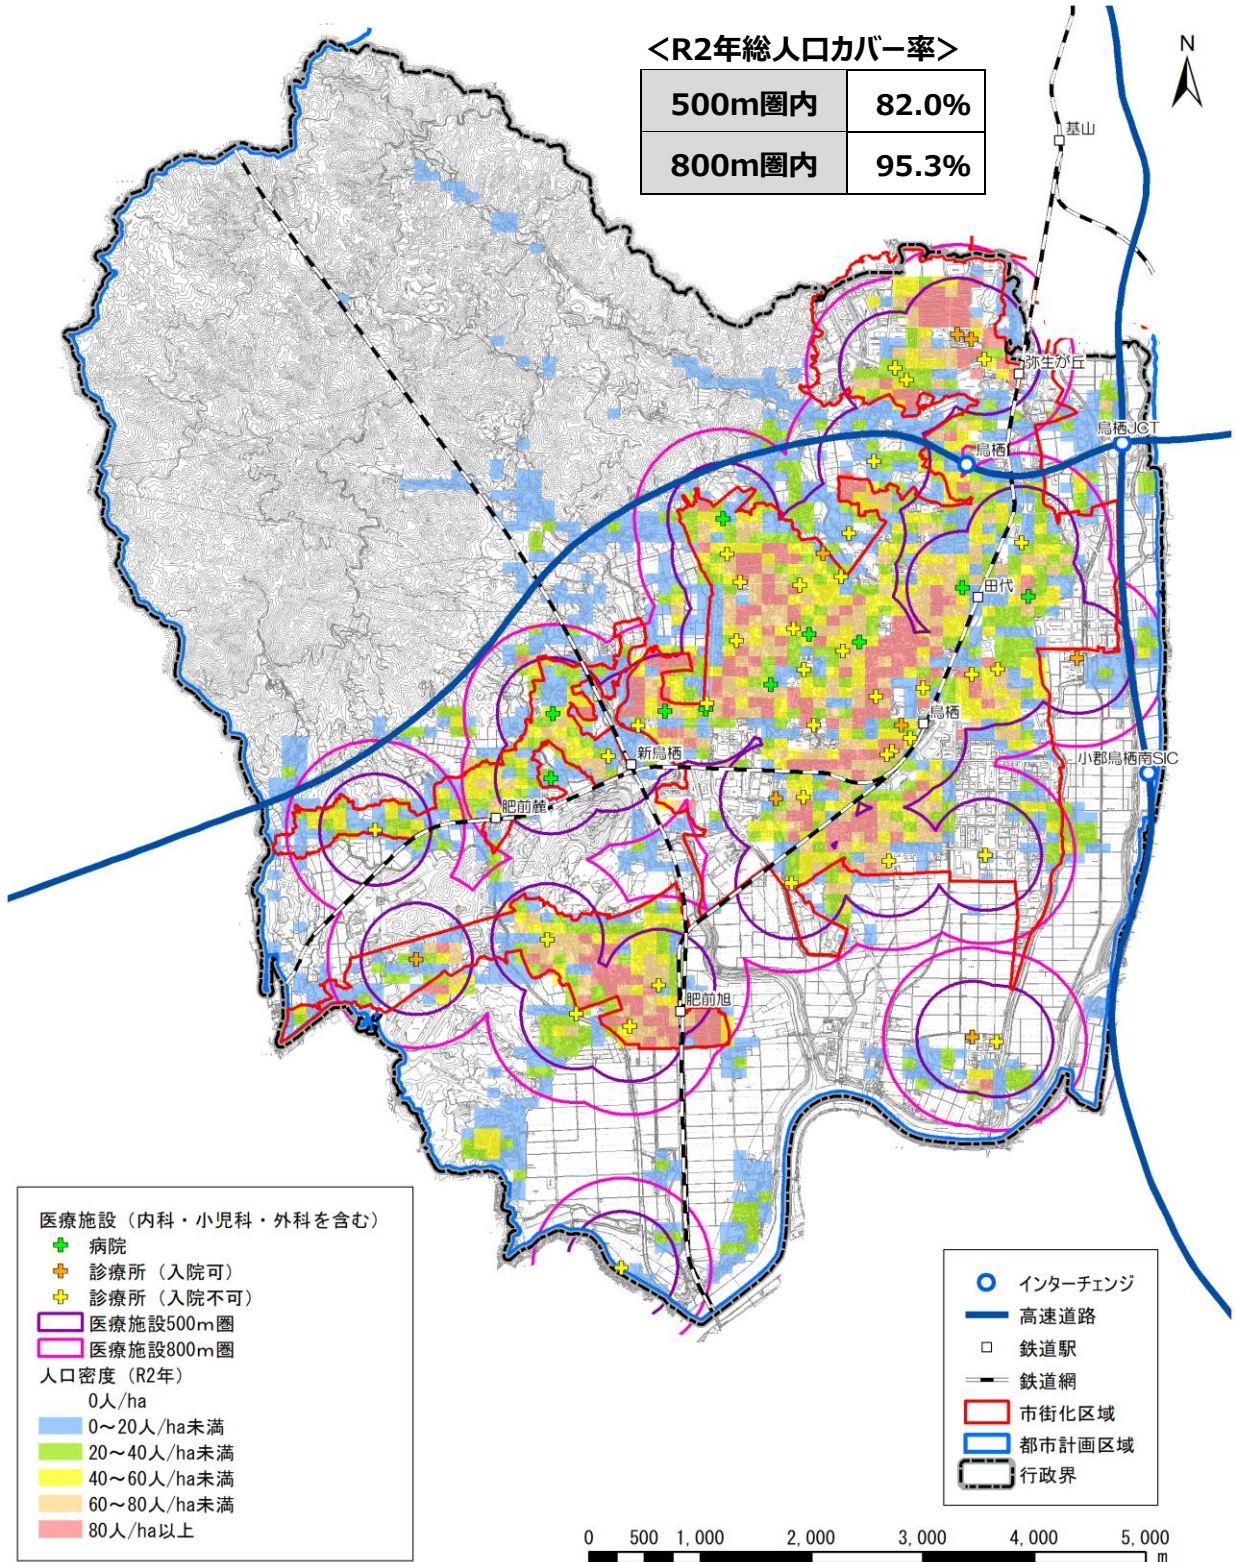 <R2年総人口カバー率>
500m圏内 82.0%
800m圏内 95.3%
N
基山
弥生が丘
鳥栖JCT
鳥栖
田代
鳥栖
新鳥栖
小郡鳥栖南SIC
肥前麓
肥前旭
医療施設（内科・小児科・外科を含む）
病院
診療所（入院可）
診療所（入院不可）
医療施設500m圏
医療施設800m圏
人口密度（R2年）
0人/ha
0～20人/ha未満
20～40人/ha未満
40～60人/ha未満
60～80人/ha未満
80人/ha以上
インターチェンジ
高速道路
鉄道駅
鉄道網
市街化区域
都市計画区域
行政界
0 500 1,000 2,000 3,000 4,000 5,000
m